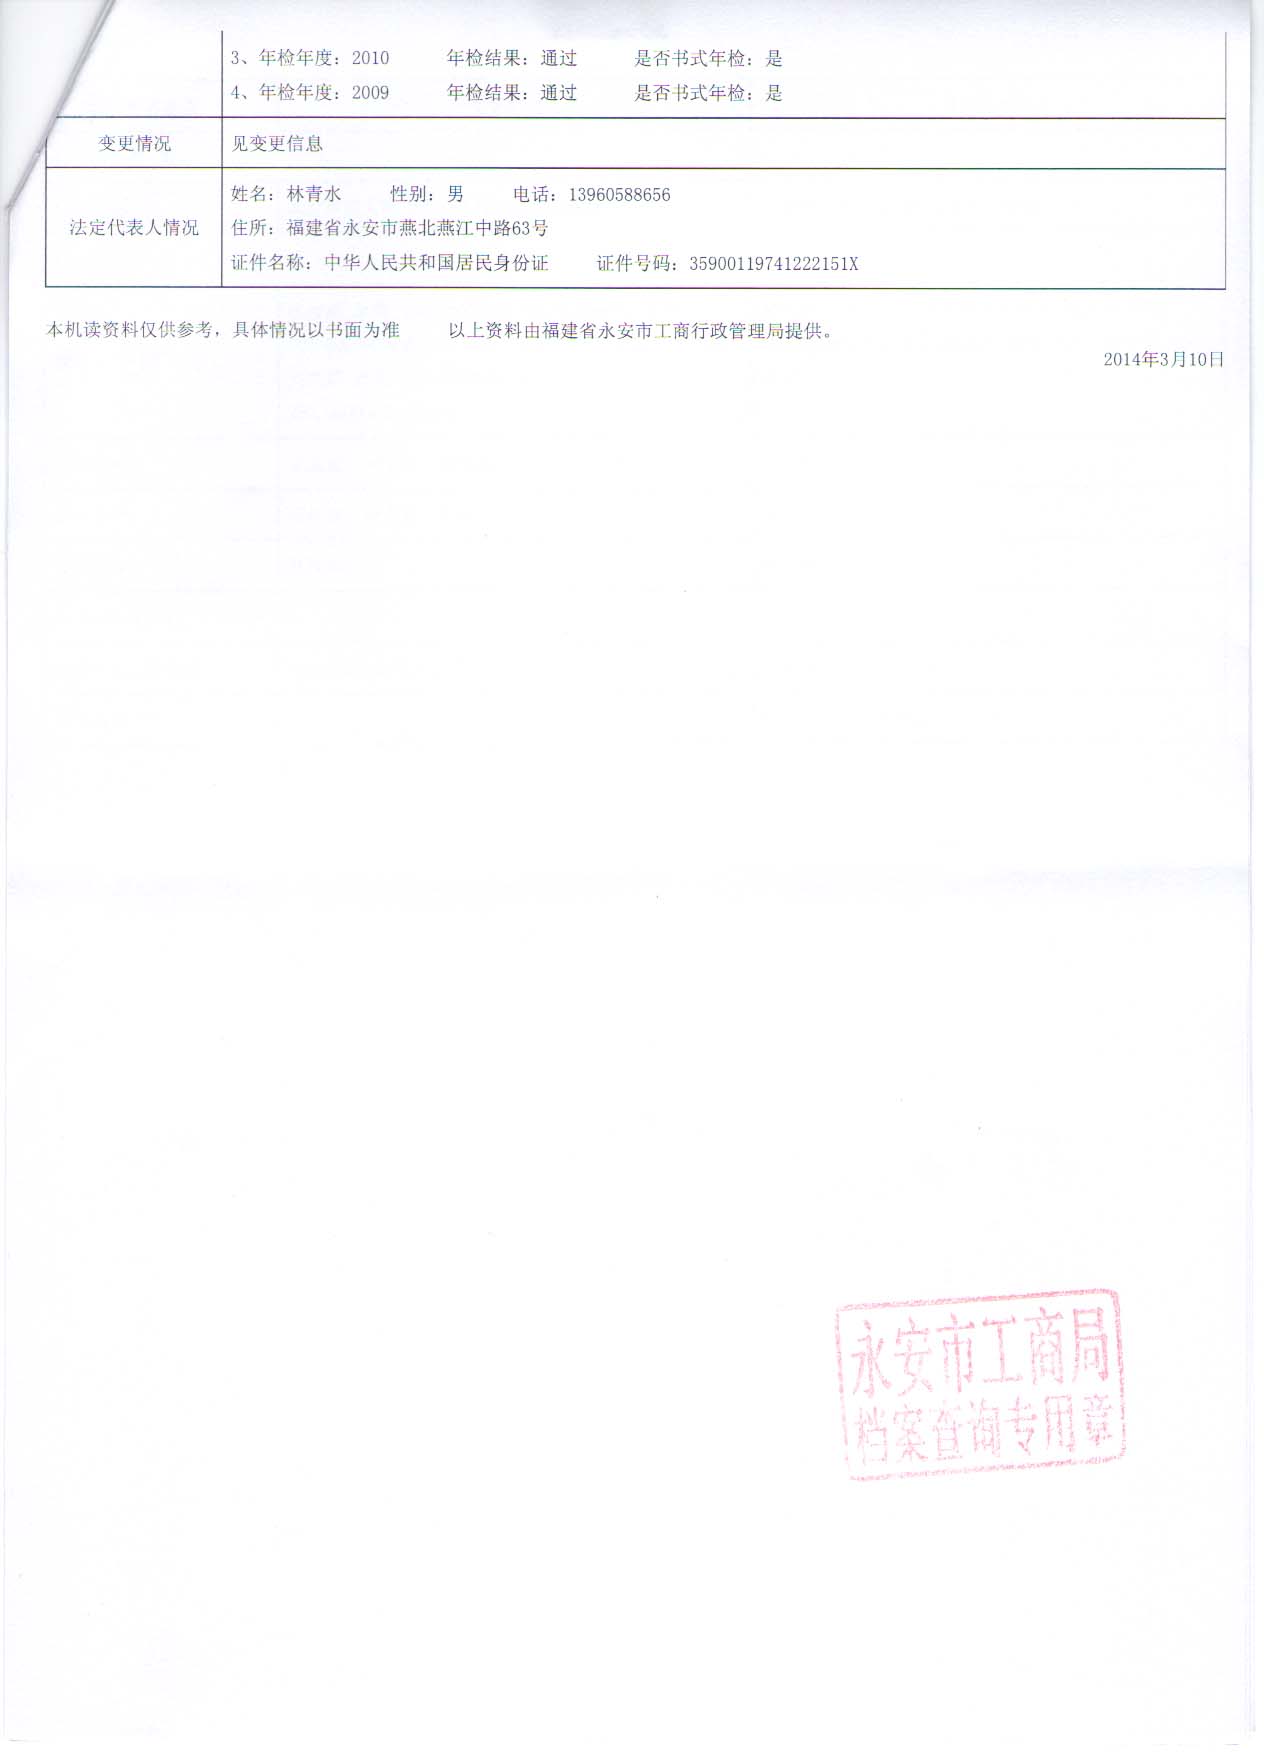 3、年检年度：2010 年检结果：通过 是否书式年检：是
4、年检年度：2009 年检结果：通过 是否书式年检：是
变更情况 见变更信息
姓名：林青水 性别：男 电话：13960588656
法定代表人情况 住所：福建省永安市燕北燕江中路63号
证件名称：中华人民共和国居民身份证 证件号码：35900119741222151X
本机读资料仅供参考，具体情况以书面为准 以上资料由福建省永安市工商行政管理局提供。
2014年3月10日
永安市工商局
档案查询专用章